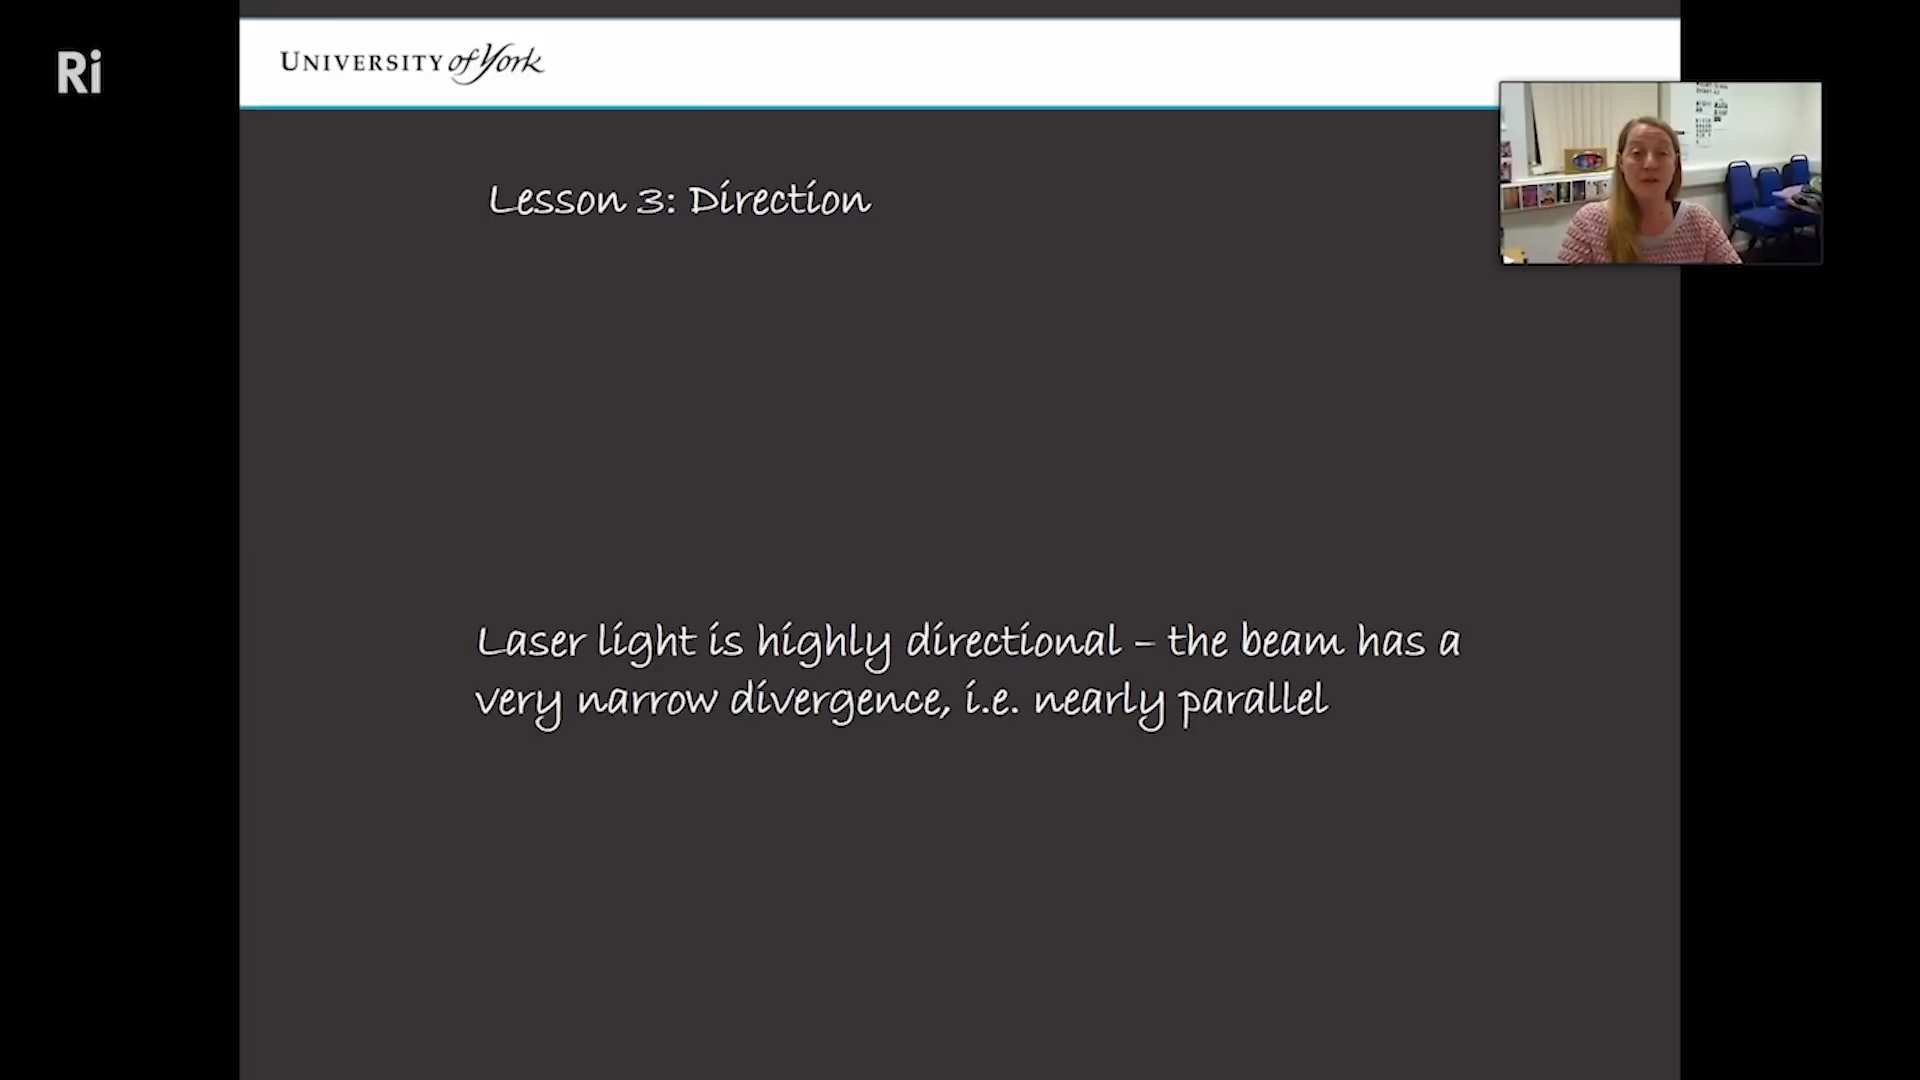 Ri
UNIVERSITY of York
Lesson 3: Direction
Laser light is highly directional – the beam has a
very narrow divergence, i.e. nearly parallel